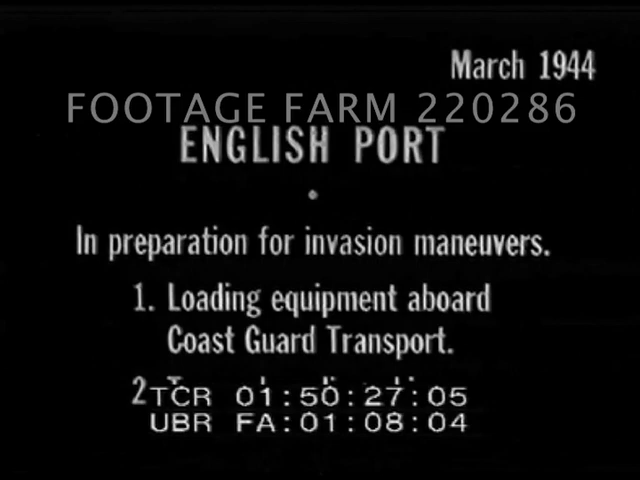 March 1944
FOOTAGE FARM 220286
ENGLISH PORT
In preparation for invasion maneuvers.
1. Loading equipment aboard
Coast Guard Transport.
2
TCR 01:50:27:05
UBR FA:01:08:04